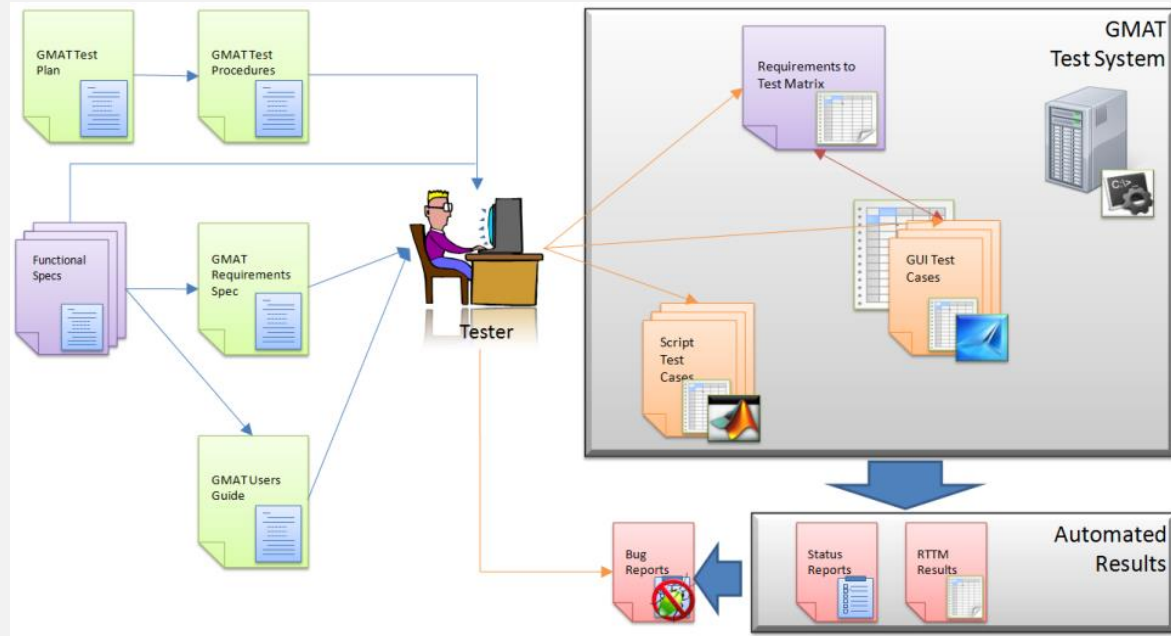 GMAT Test
Plan
GMAT Test
Procedures
Functional
Specs
GMAT
Requirements
Spec
GMAT Users
Guide
Tester
GMAT
Test System
Requirements to
Test Matrix
C:\>
GUI Test
Cases
Script
Test
Cases
Bug
Reports
Automated
Results
Status
Reports
RTTM
Results